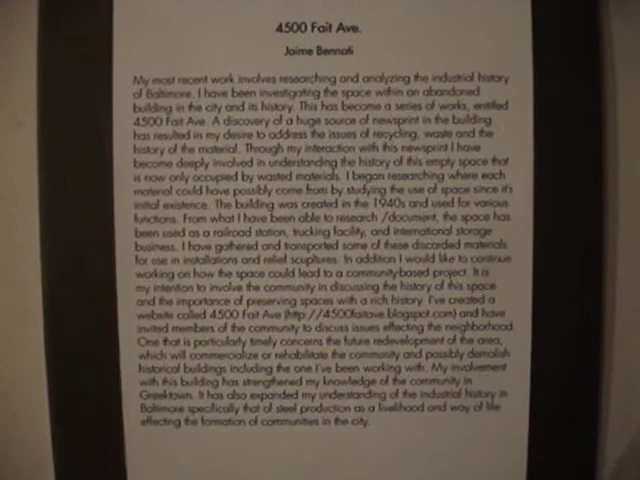 4500 Fait Ave.
Jaime Bennati
My most recent work involves researching and analyzing the industrial history
of Baltimore. I have been investigating the space within an abandoned
building in the city and its history. This has become a series of works, entitled
4500 Fait Ave. A discovery of a huge source of newsprint in the building
has resulted in my desire to address the issues of recycling, waste and the
history of the material. Through my interaction with this newsprint I have
become deeply involved in understanding the history of this empty space that
is now only occupied by wasted materials. I began researching where each
material could have possibly come from by studying the use of space since it's
initial existence. The building was created in the 1940s and used for various
functions. From what I have been able to research /document, the space has
been used as a railroad station, trucking facility, and international storage
business. I have gathered and transported some of these discarded materials
for use in installations and relief scupltures. In addition I would like to continue
working on how the space could lead to a community-based project. It is
my intention to involve the community in discussing the history of this space
and the importance of preserving spaces with a rich history. I've created a
website called 4500 Fait Ave (http://4500faitave.blogspot.com) and have
invited members of the community to discuss issues effecting the neighborhood.
One that is particularly timely concerns the future redevelopment of the area,
which will commercialize or rehabilitate the community and possibly demolish
historical buildings including the one I've been working with. My involvement
with this building has strengthened my knowledge of the community in
Greektown. It has also expanded my understanding of the industrial history in
Baltimore specifically that of steel production as a livelihood and way of life
effecting the formation of communities in the city.